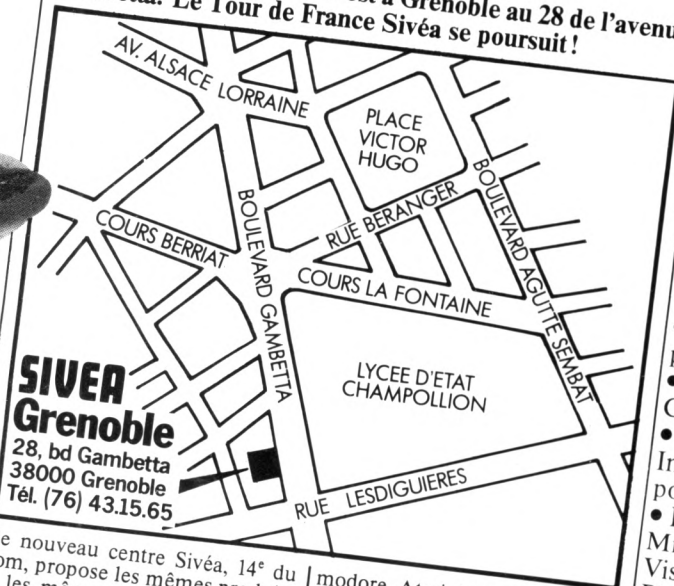 est à Grenoble au 28 de l'avenu
Le Tour de France Sivéa se poursuit!
AV. ALSACE LORRAINE
PLACE
VICTOR
HUGO
BOULEVARD AGUTTE SEMBAT
RUE BERANGER
BOULEVARD GAMBETTA
COURS BERRIAT
COURS LA FONTAINE
LYCEE D'ETAT
CHAMPOLLION
SIVEA
Grenoble
28, bd Gambetta
38000 Grenoble
Tél. (76) 43.15.65
RUE LESDIGUIERES
e nouveau centre Sivéa, 14e du
om, propose les mêmes
modore